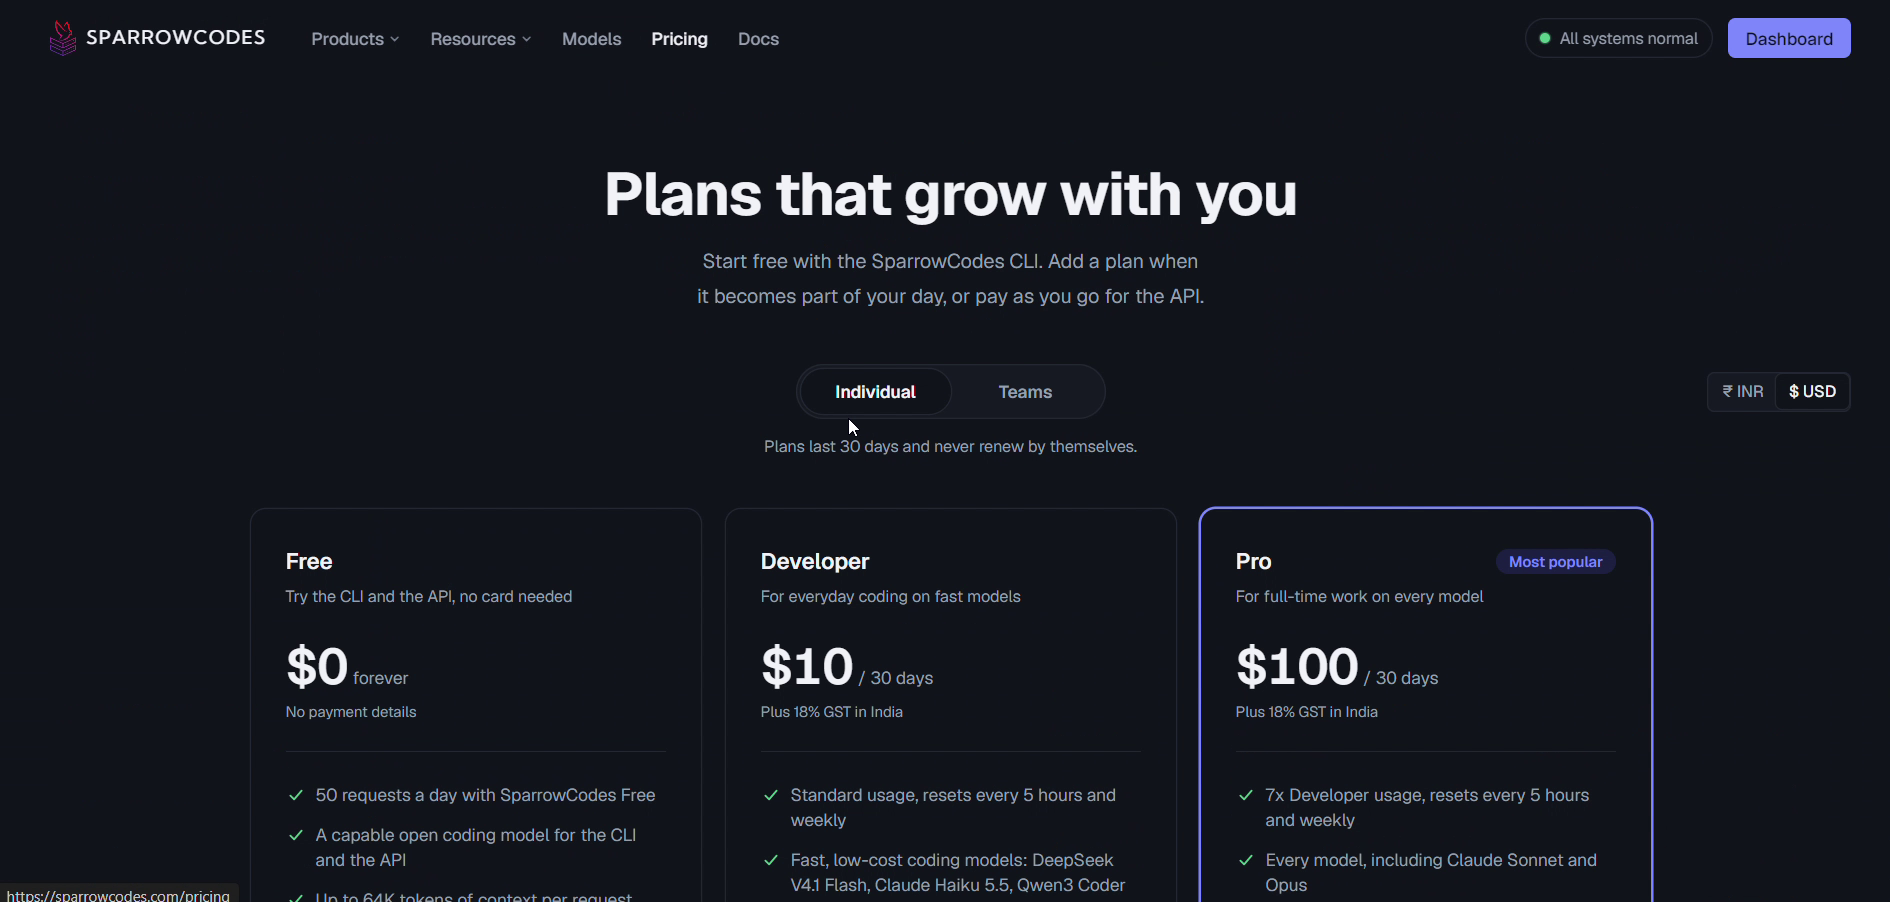 SPARROWCODES
Products
Resources
Models
Pricing
Docs
All systems normal
Dashboard
Plans that grow with you
Start free with the SparrowCodes CLI. Add a plan when
it becomes part of your day, or pay as you go for the API.
Individual
Teams
₹ INR
$ USD
Plans last 30 days and never renew by themselves.
Free
Try the CLI and the API, no card needed
$0 forever
No payment details
50 requests a day with SparrowCodes Free
A capable open coding model for the CLI
and the API
Up to 64K tokens of context per request
Developer
For everyday coding on fast models
$10 / 30 days
Plus 18% GST in India
Standard usage, resets every 5 hours and
weekly
Fast, low-cost coding models: DeepSeek
V4.1 Flash, Claude Haiku 5.5, Qwen3 Coder
Pro
Most popular
For full-time work on every model
$100 / 30 days
Plus 18% GST in India
7x Developer usage, resets every 5 hours
and weekly
Every model, including Claude Sonnet and
Opus
https://sparrowcodes.com/pricing